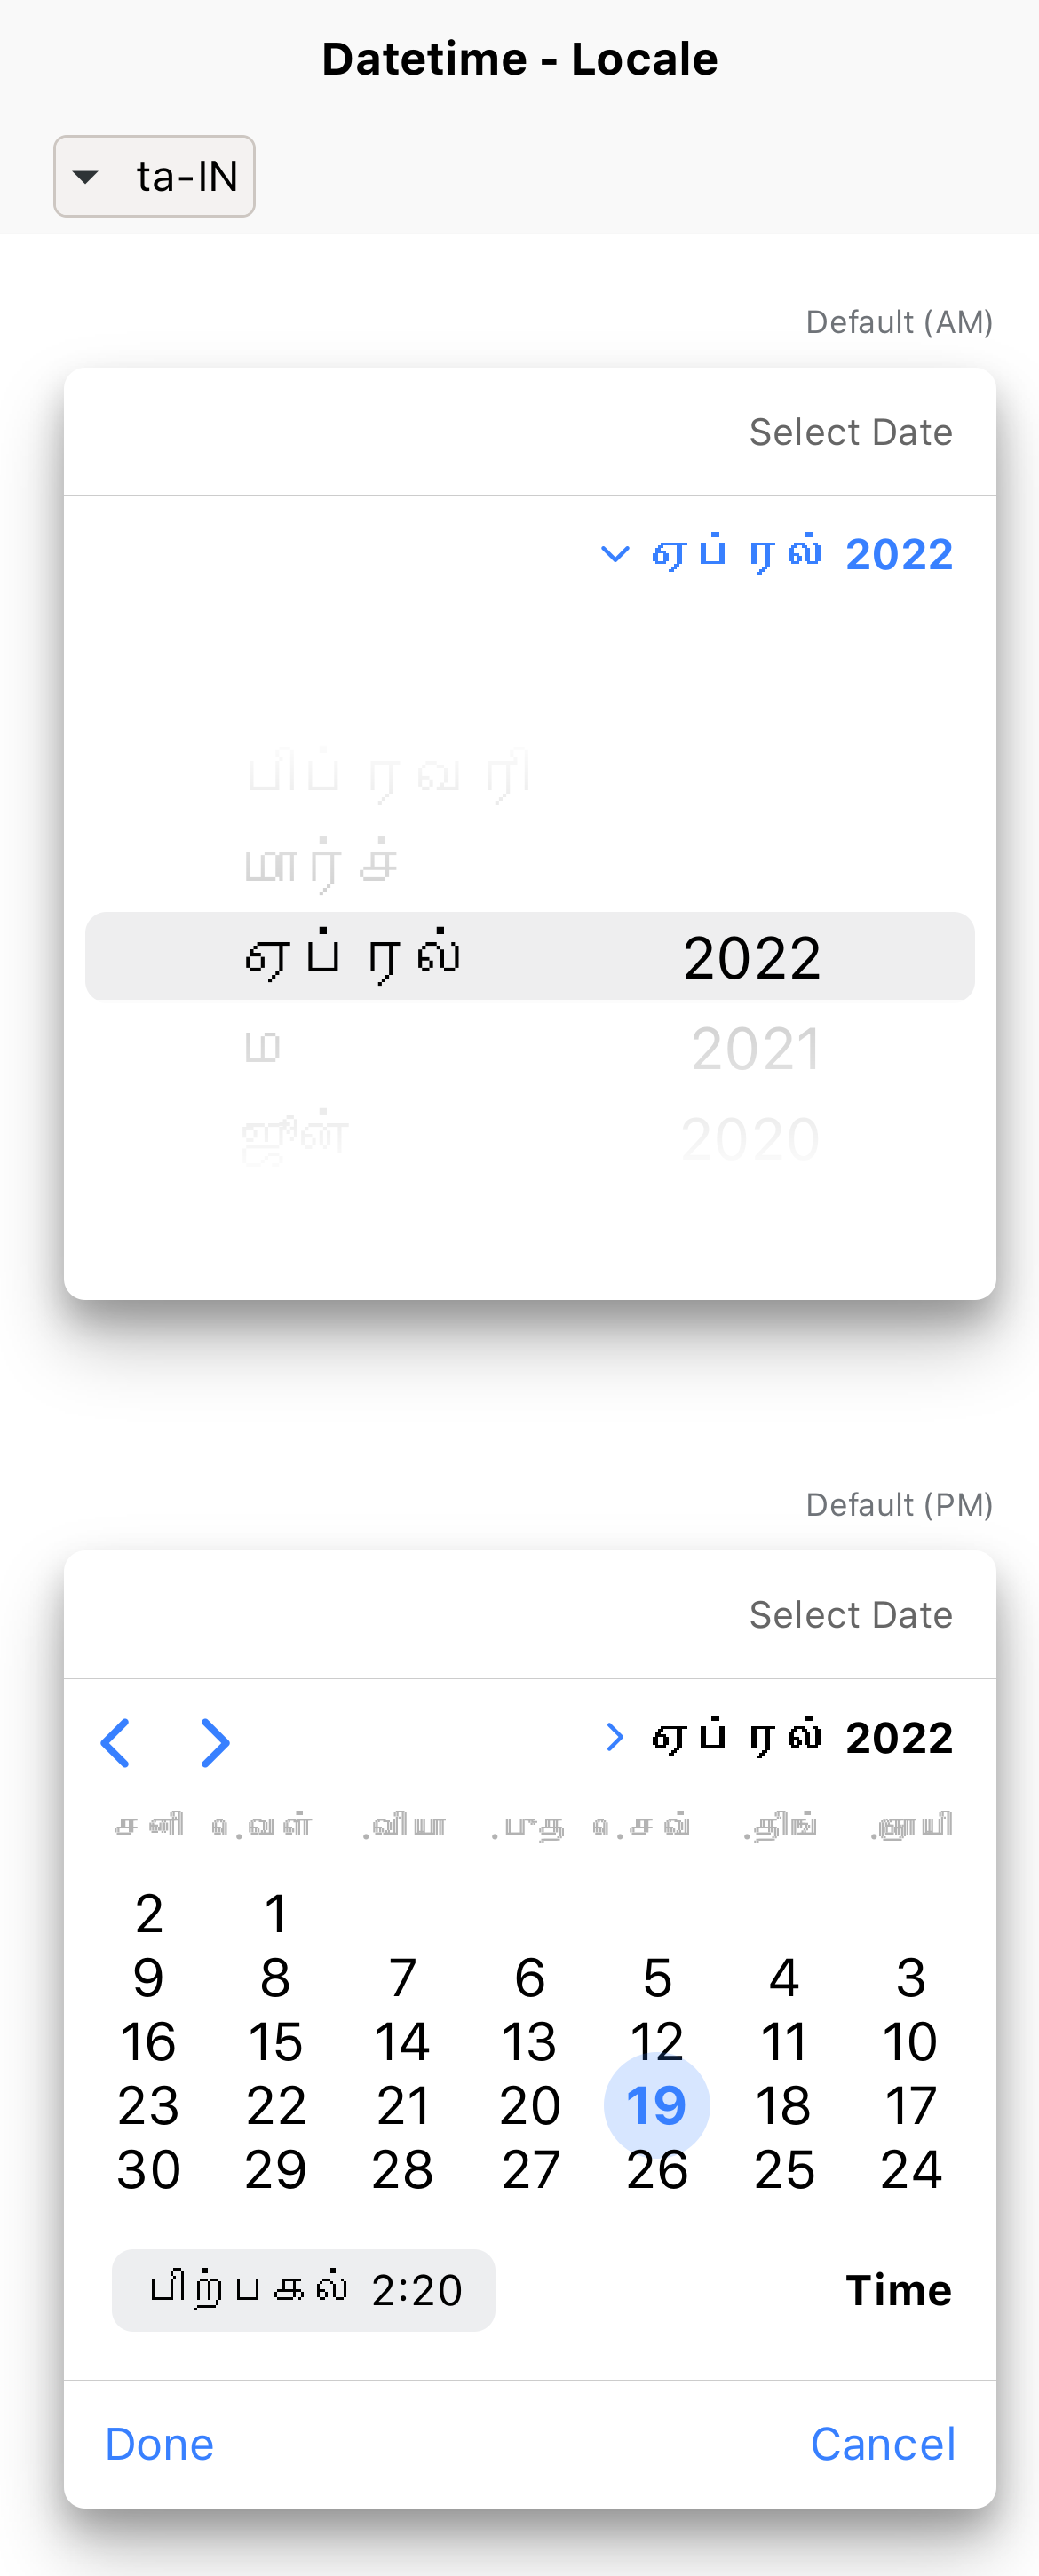 Datetime - Locale
ta-IN
Default (AM)
Select Date
ஏப்ரல் 2022
பிப்ரவரி
மார்ச்
ஏப்ரல் 2022
ம 2021
ஜூன் 2020
Default (PM)
Select Date
ஏப்ரல் 2022
சனி வெள். வியா. புத. செவ். திங். ஞாயி.
2 1
9 8 7 6 5 4 3
16 15 14 13 12 11 10
23 22 21 20 19 18 17
30 29 28 27 26 25 24
பிற்பகல் 2:20 Time
Done Cancel